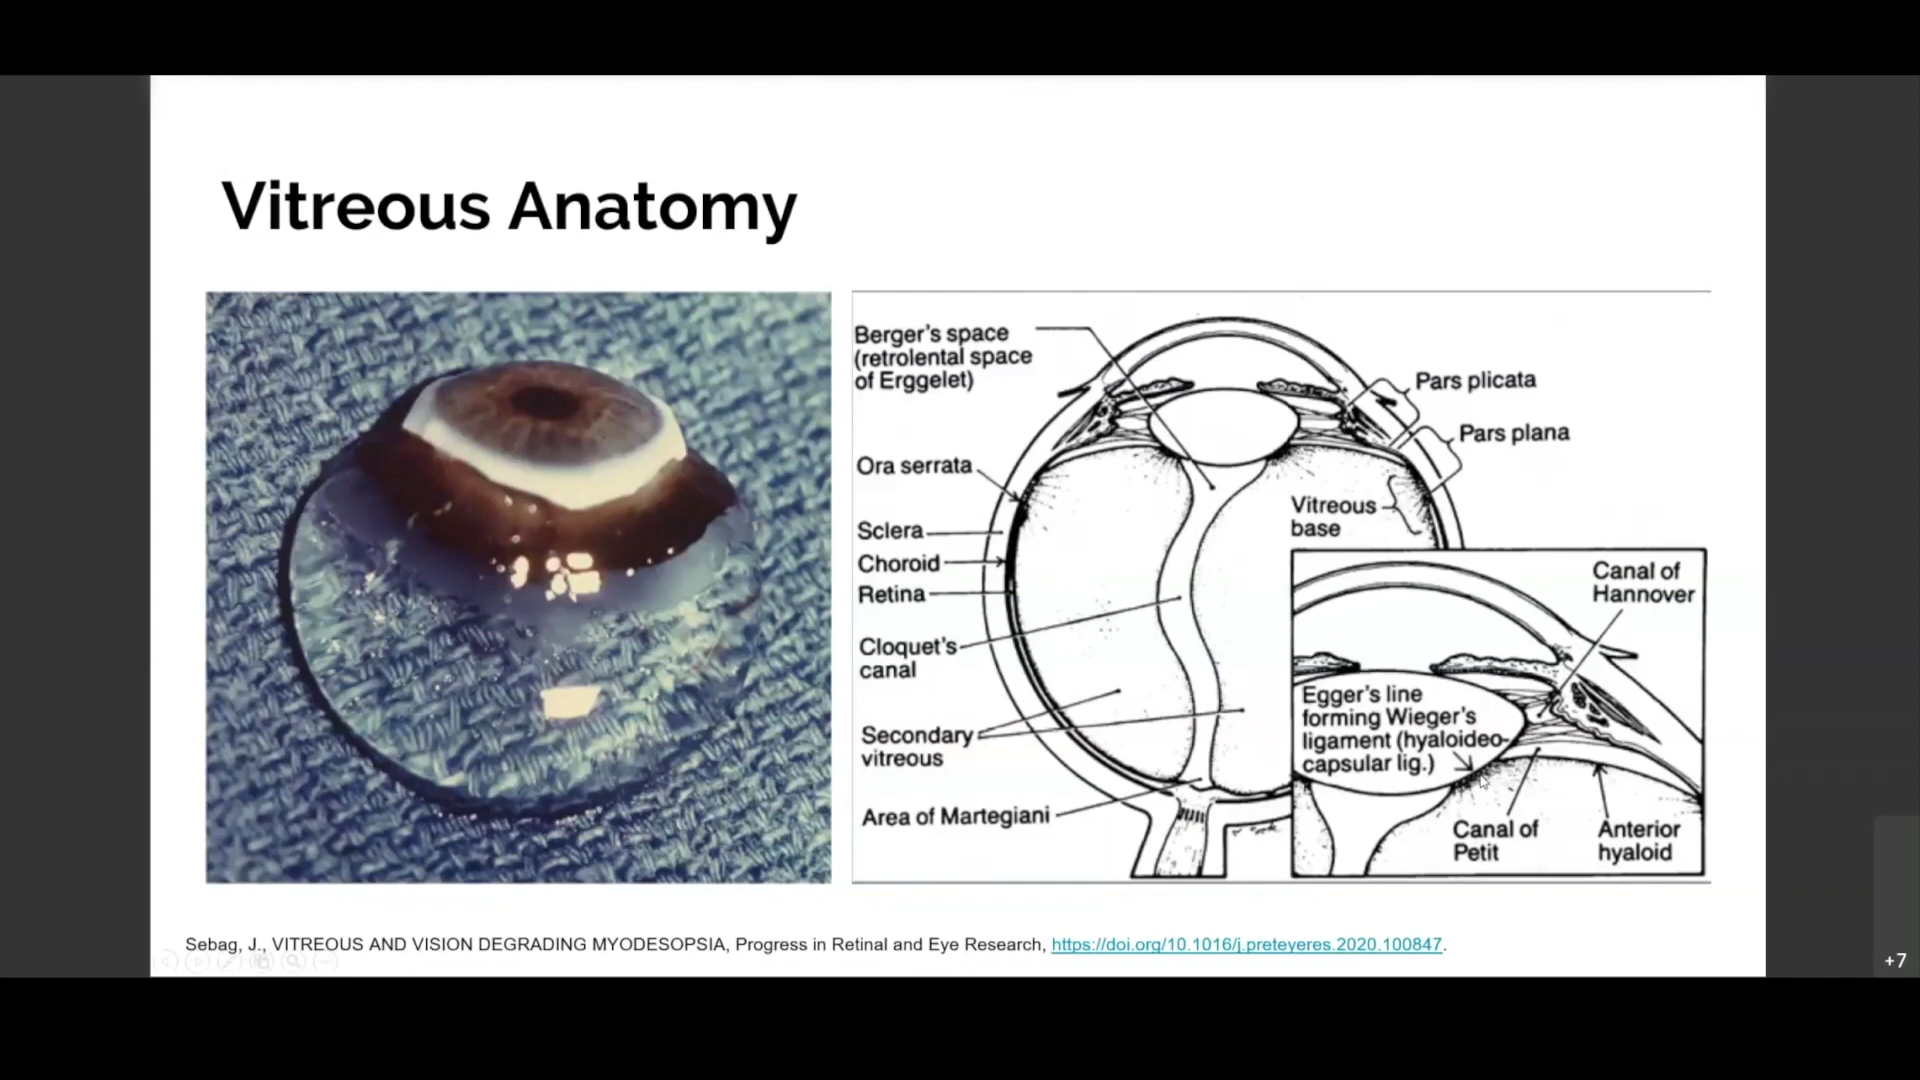 Vitreous Anatomy
Berger's space
(retrolental space
of Erggelet)
Ora serrata
Sclera
Choroid
Retina
Cloquet's
canal
Secondary
vitreous
Area of Martegiani
Pars plicata
Pars plana
Vitreous
base
Canal of
Hannover
Egger's line
forming Wieger's
ligament (hyaloideo-
capsular lig.)
Canal of
Petit
Anterior
hyaloid
Sebag, J., VITREOUS AND VISION DEGRADING MYODESOPSIA, Progress in Retinal and Eye Research, https://doi.org/10.1016/j.preteyeres.2020.100847.
+7